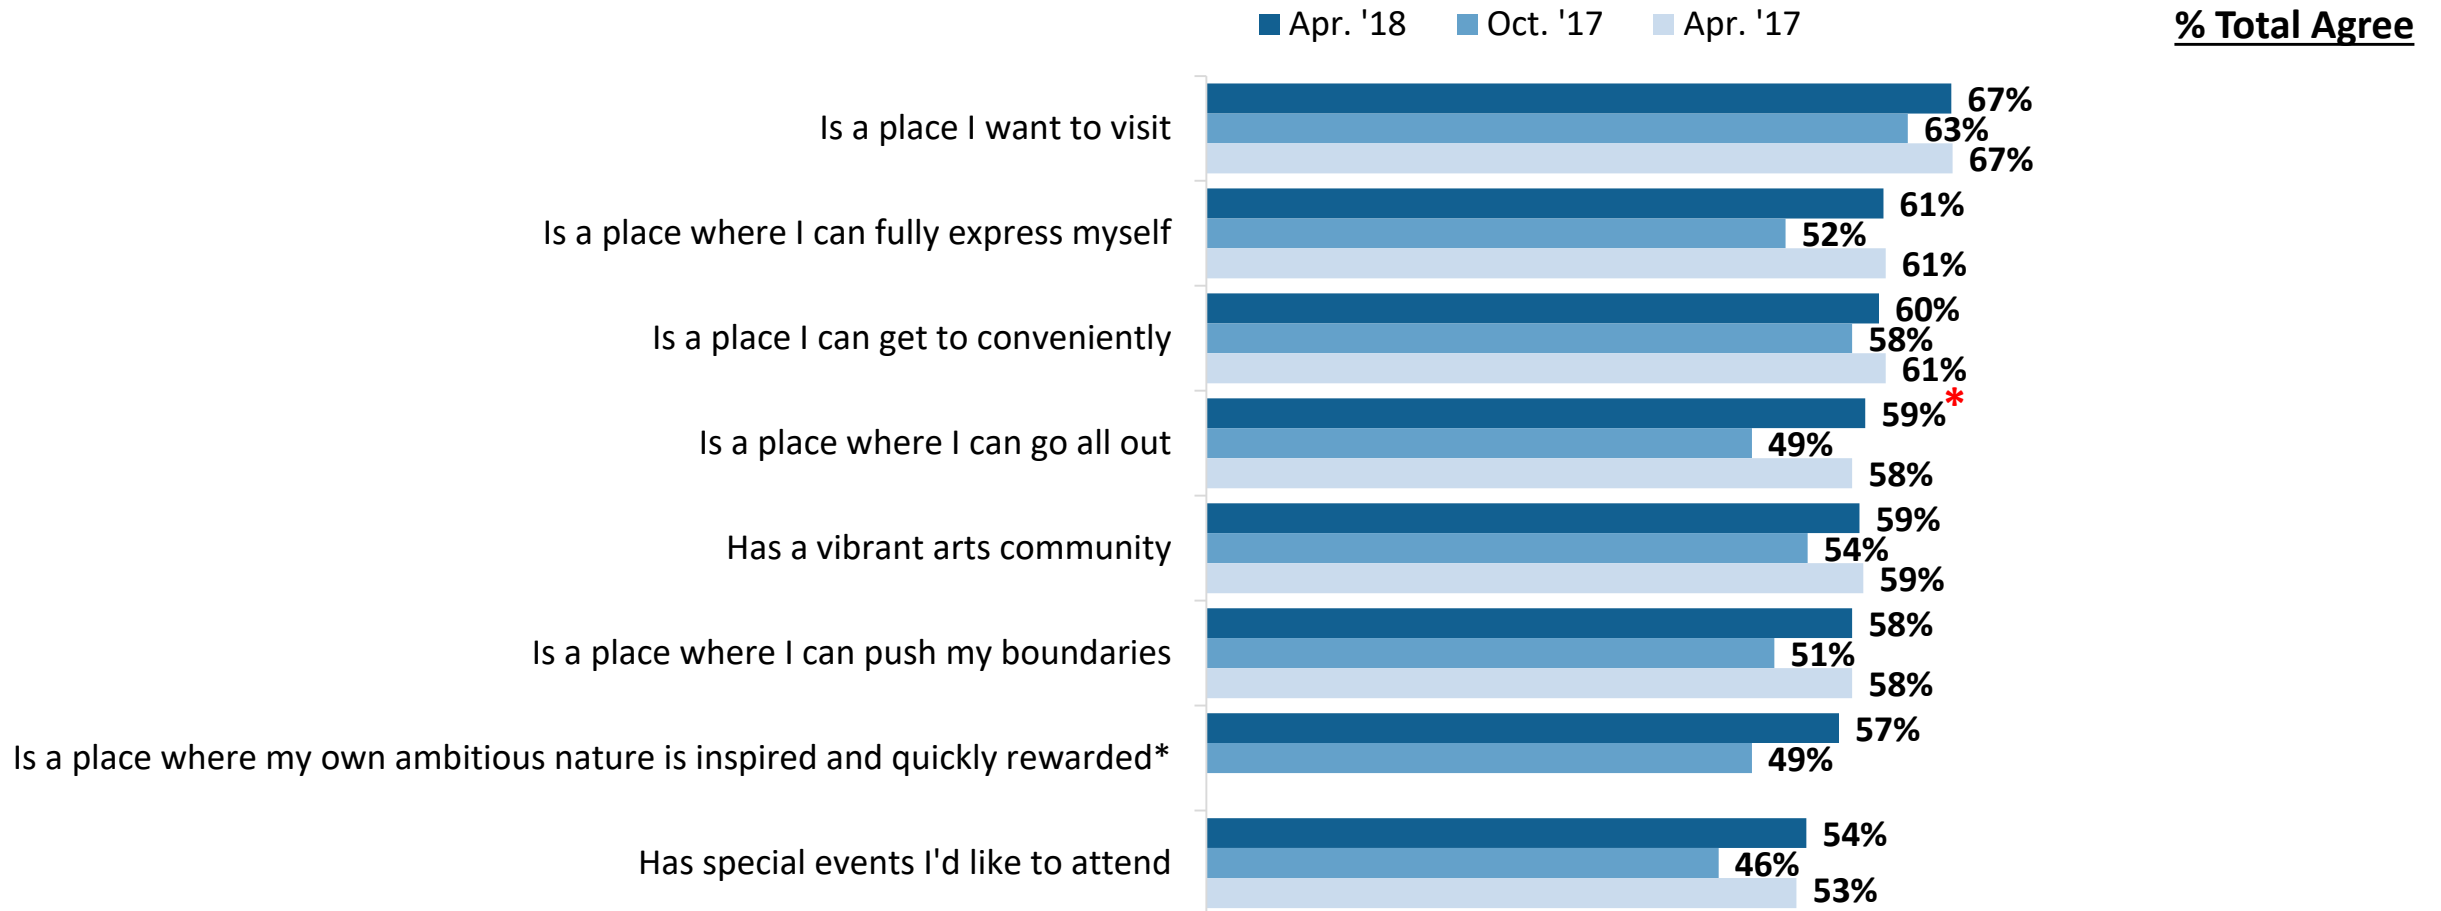 Apr. '18 Oct. '17 Apr. '17
% Total Agree
Is a place I want to visit
67%
63%
67%
Is a place where I can fully express myself
61%
52%
61%
Is a place I can get to conveniently
60%
58%
61%
Is a place where I can go all out
59%*
49%
58%
Has a vibrant arts community
59%
54%
59%
Is a place where I can push my boundaries
58%
51%
58%
Is a place where my own ambitious nature is inspired and quickly rewarded*
57%
49%
Has special events I'd like to attend
54%
46%
53%